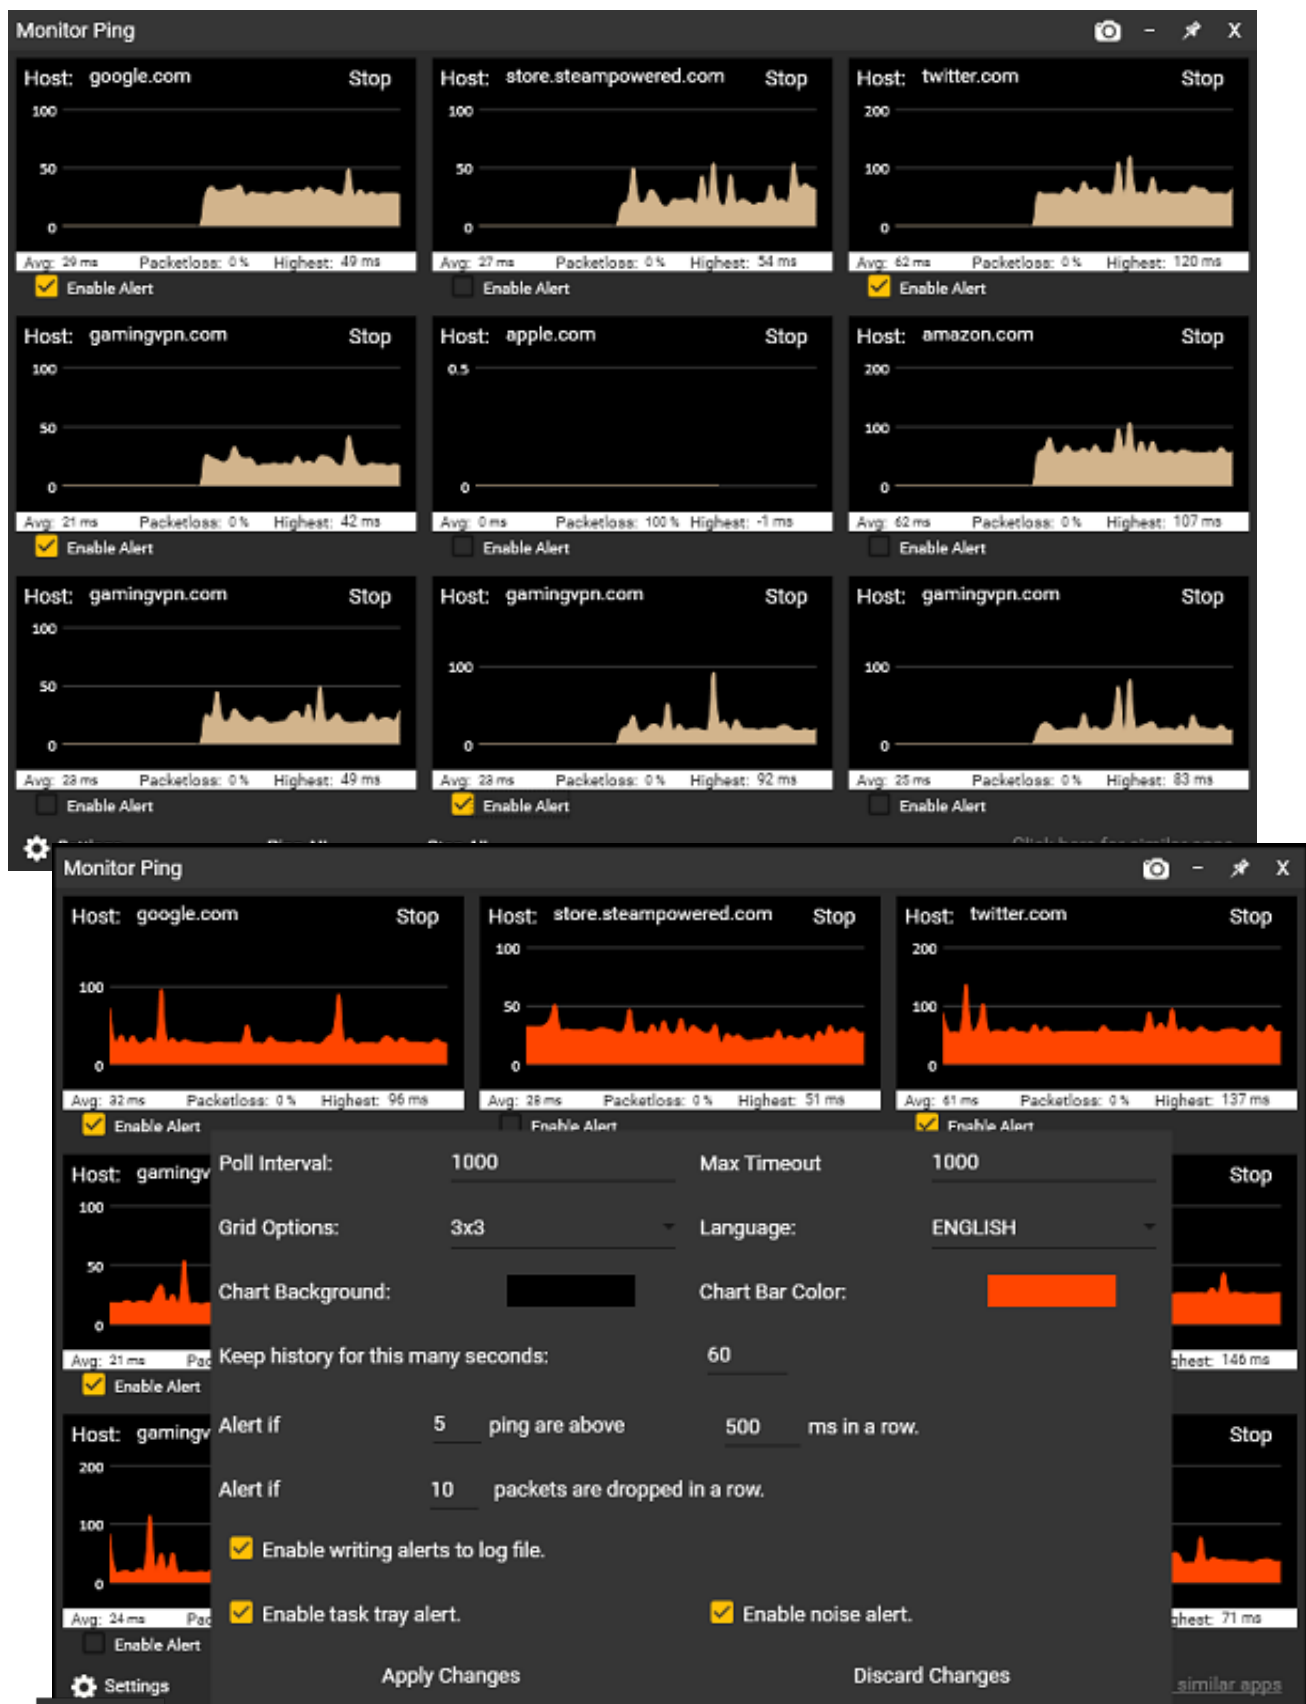 Monitor Ping X
Host: google.com Stop
Host: store.steampowered.com Stop
Host: twitter.com Stop
100 100 200
50 50 100
0 0 0
Avg: 29 ms Packetloss: 0 % Highest: 49 ms
Avg: 27 ms Packetloss: 0 % Highest: 54 ms
Avg: 62 ms Packetloss: 0 % Highest: 120 ms
Enable Alert Enable Alert Enable Alert
Host: gamingvpn.com Stop
Host: apple.com Stop
Host: amazon.com Stop
100 0.5 200
50 100
0 0 0
Avg: 21 ms Packetloss: 0 % Highest: 42 ms
Avg: 0 ms Packetloss: 100 % Highest: -1 ms
Avg: 62 ms Packetloss: 0 % Highest: 107 ms
Enable Alert Enable Alert Enable Alert
Host: gamingvpn.com Stop
Host: gamingvpn.com Stop
Host: gamingvpn.com Stop
100
50 100 100
0 0 0
Avg: 23 ms Packetloss: 0 % Highest: 49 ms
Avg: 23 ms Packetloss: 0 % Highest: 92 ms
Avg: 25 ms Packetloss: 0 % Highest: 83 ms
Enable Alert Enable Alert Enable Alert
Monitor Ping X
Host: google.com Stop
Host: store.steampowered.com Stop
Host: twitter.com Stop
100 200
100 50 100
0 0 0
Avg: 32 ms Packetloss: 0 % Highest: 96 ms
Avg: 28 ms Packetloss: 0 % Highest: 51 ms
Avg: 61 ms Packetloss: 0 % Highest: 137 ms
Enable Alert Enable Alert Enable Alert
Host: gamingv Stop
100
50
0
Avg: 21 ms Pac ghest: 146 ms
Enable Alert
Host: gamingv Stop
200
100
0
Avg: 24 ms Pac ghest: 71 ms
Enable Alert
Poll Interval: 1000 Max Timeout 1000
Grid Options: 3x3 Language: ENGLISH
Chart Background: Chart Bar Color:
Keep history for this many seconds: 60
Alert if 5 ping are above 500 ms in a row.
Alert if 10 packets are dropped in a row.
Enable writing alerts to log file.
Enable task tray alert. Enable noise alert.
Apply Changes Discard Changes
Settings similar apps